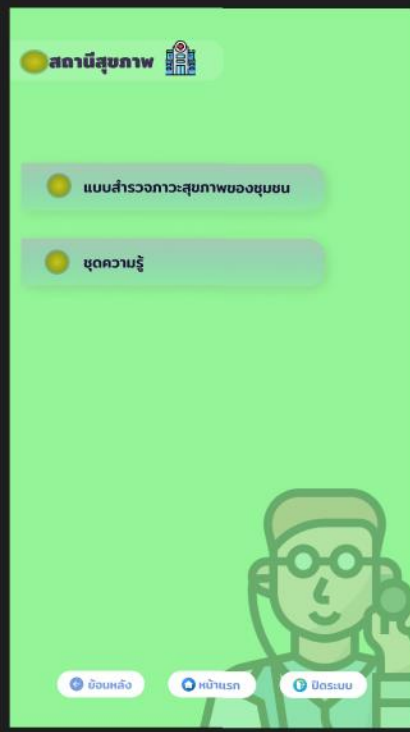 สถานีสุขภาพ
แบบสำรวจภาวะสุขภาพของชุมชน
ชุดความรู้
ย้อนหลัง
หน้าแรก
ปิดระบบ